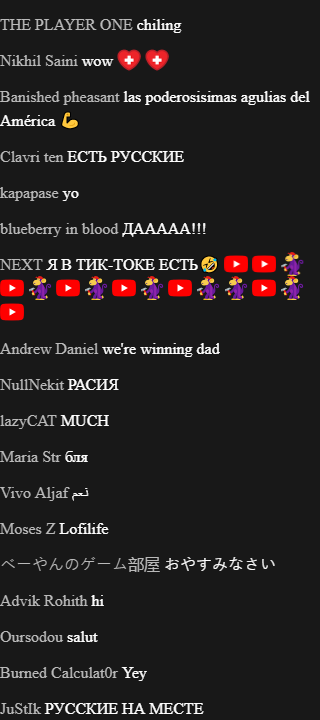 THE PLAYER ONE chiling
Nikhil Saini wow
Banished pheasant las poderosisimas agulias del
América 💪
Clavri ten ЕСТЬ РУССКИЕ
kapapase yo
blueberry in blood ДААААА!!!
NEXT Я В ТИК-ТОКЕ ЕСТЬ 🤣
Andrew Daniel we're winning dad
NullNekit РАСИЯ
lazyCAT MUCH
Maria Str бля
Vivo Aljaf نعم
Moses Z Lofilife
べーやんのゲーム部屋 おやすみなさい
Advik Rohith hi
Oursodou salut
Burned Calculat0r Yey
JuStIk РУССКИЕ НА МЕСТЕ